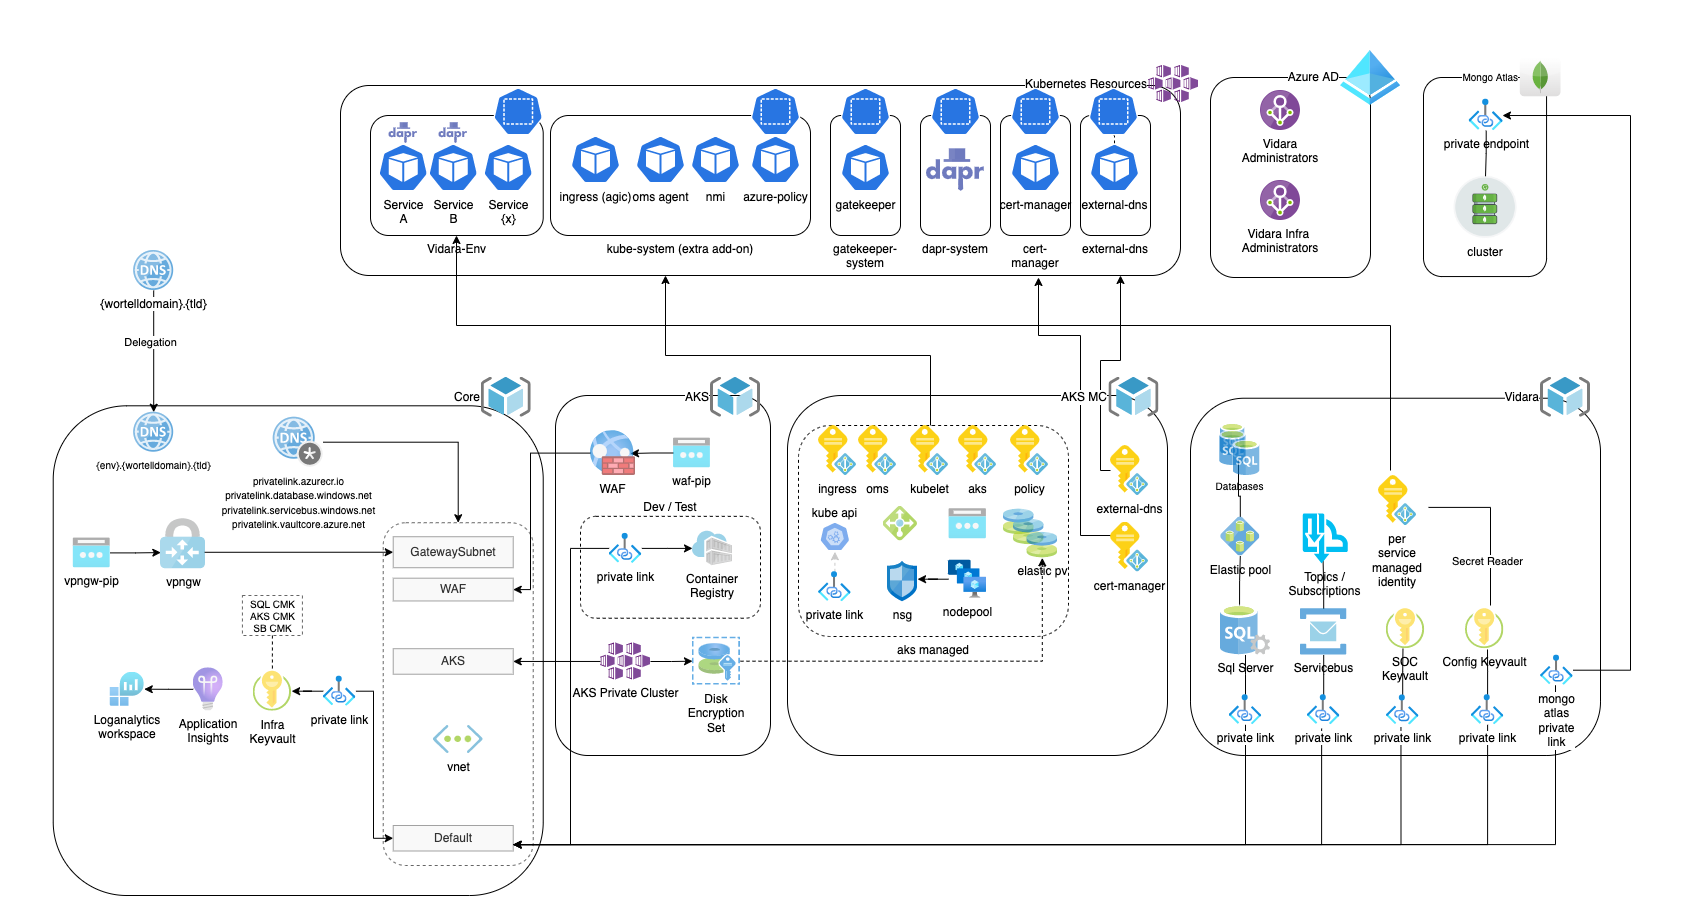 Kubernetes Resources
Azure AD
Mongo Atlas
dapr
dapr
Service
A
Service
B
Service
{x}
Vidara-Env
ingress (agic)
oms agent
nmi
azure-policy
kube-system (extra add-on)
gatekeeper
gatekeeper-
system
dapr
dapr-system
cert-manager
cert-
manager
external-dns
external-dns
Vidara
Administrators
Vidara Infra
Administrators
private endpoint
cluster
DNS
{wortelldomain}.{tld}
Delegation
Core
DNS
{env}.{wortelldomain}.{tld}
DNS
*
privatelink.azurecr.io
privatelink.database.windows.net
privatelink.servicebus.windows.net
privatelink.vaultcore.azure.net
vpngw-pip
vpngw
GatewaySubnet
WAF
AKS
vnet
Default
SQL CMK
AKS CMK
SB CMK
Loganalytics
workspace
Application
Insights
Infra
Keyvault
private link
AKS
WAF
waf-pip
Dev / Test
private link
Container
Registry
AKS Private Cluster
Disk
Encryption
Set
AKS MC
ingress
oms
kubelet
aks
policy
kube api
private link
nsg
nodepool
elastic pv
aks managed
external-dns
cert-manager
Vidara
SQL
SQL
Databases
Elastic pool
SQL
Sql Server
private link
Topics /
Subscriptions
Servicebus
private link
per
service
managed
identity
SOC
Keyvault
private link
Secret Reader
Config Keyvault
private link
mongo
atlas
private
link